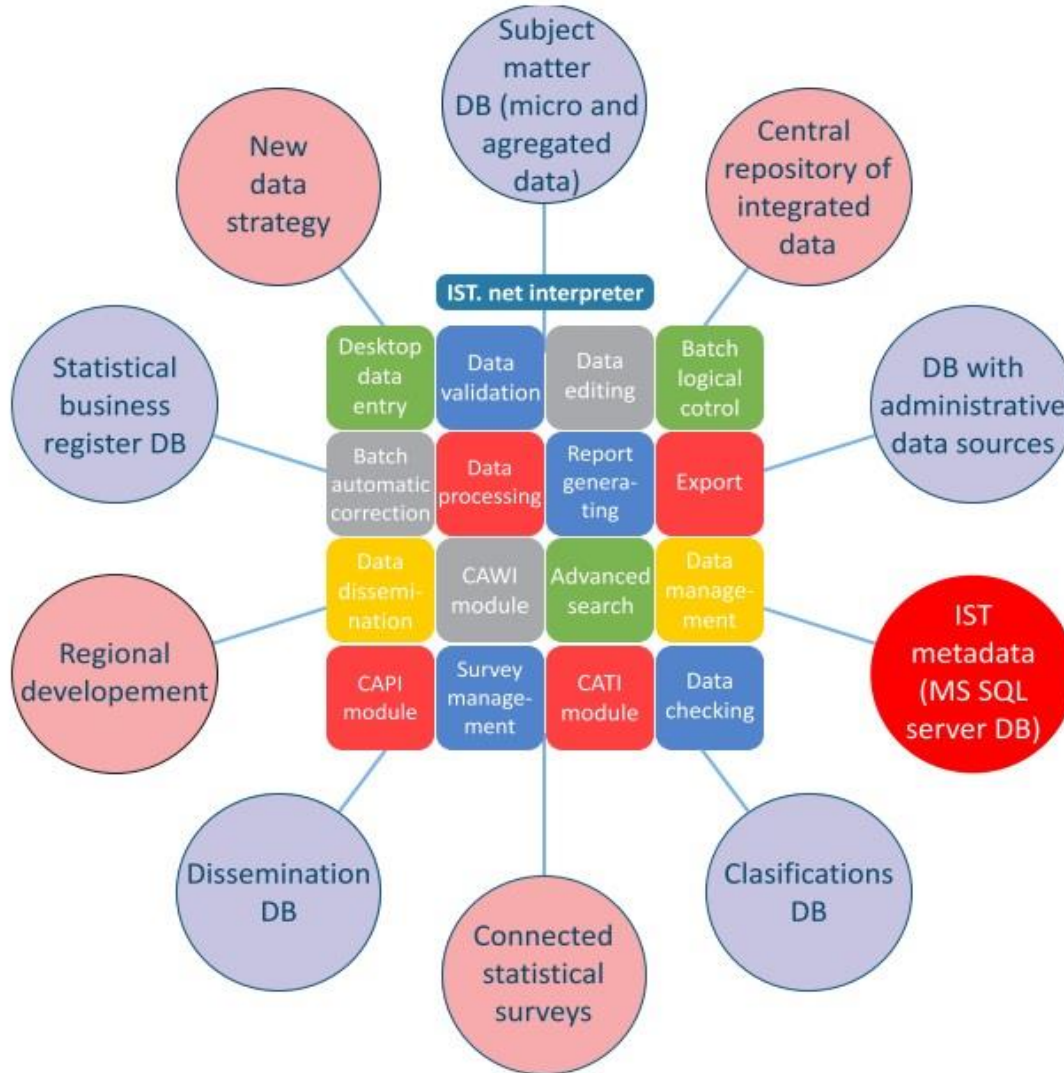 Subject
matter
DB (micro and
agregated
data)
New
data
strategy
Central
repository of
integrated
data
IST. net interpreter
Statistical
business
register DB
Desktop
data
entry
Data
validation
Data
editing
Batch
logical
cotrol
DB with
administrative
data sources
Batch
automatic
correction
Data
processing
Report
genera-
ting
Export
Data
dissemi-
nation
CAWI
module
Advanced
search
Data
manage-
ment
Regional
developement
IST
metadata
(MS SQL
server DB)
CAPI
module
Survey
manage-
ment
CATI
module
Data
checking
Dissemination
DB
Connected
statistical
surveys
Clasifications
DB